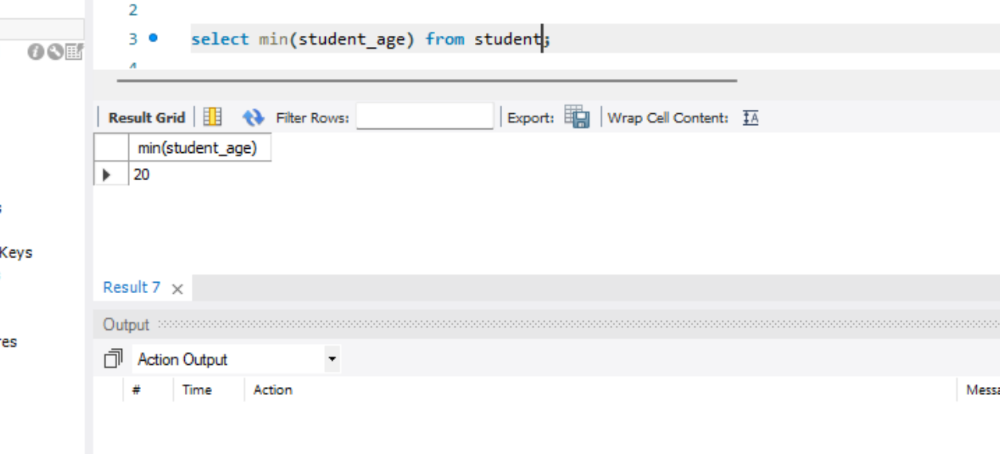 2
3 select min(student_age) from student;
Result Grid Filter Rows: Export: Wrap Cell Content:
min(student_age)
20
Keys
Result 7
Output
res
Action Output
# Time Action Messa